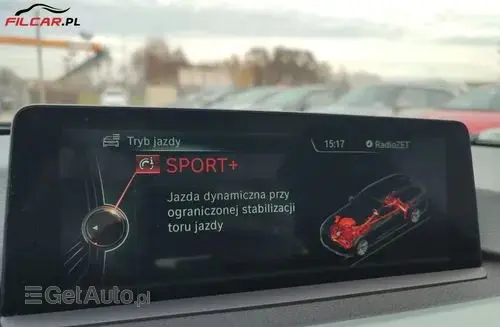 FILCAR.PL
Tryb jazdy
15:17
RadioZET
SPORT+
Jazda dynamiczna przy
ograniczonej stabilizacji
toru jazdy
GetAuto.pl